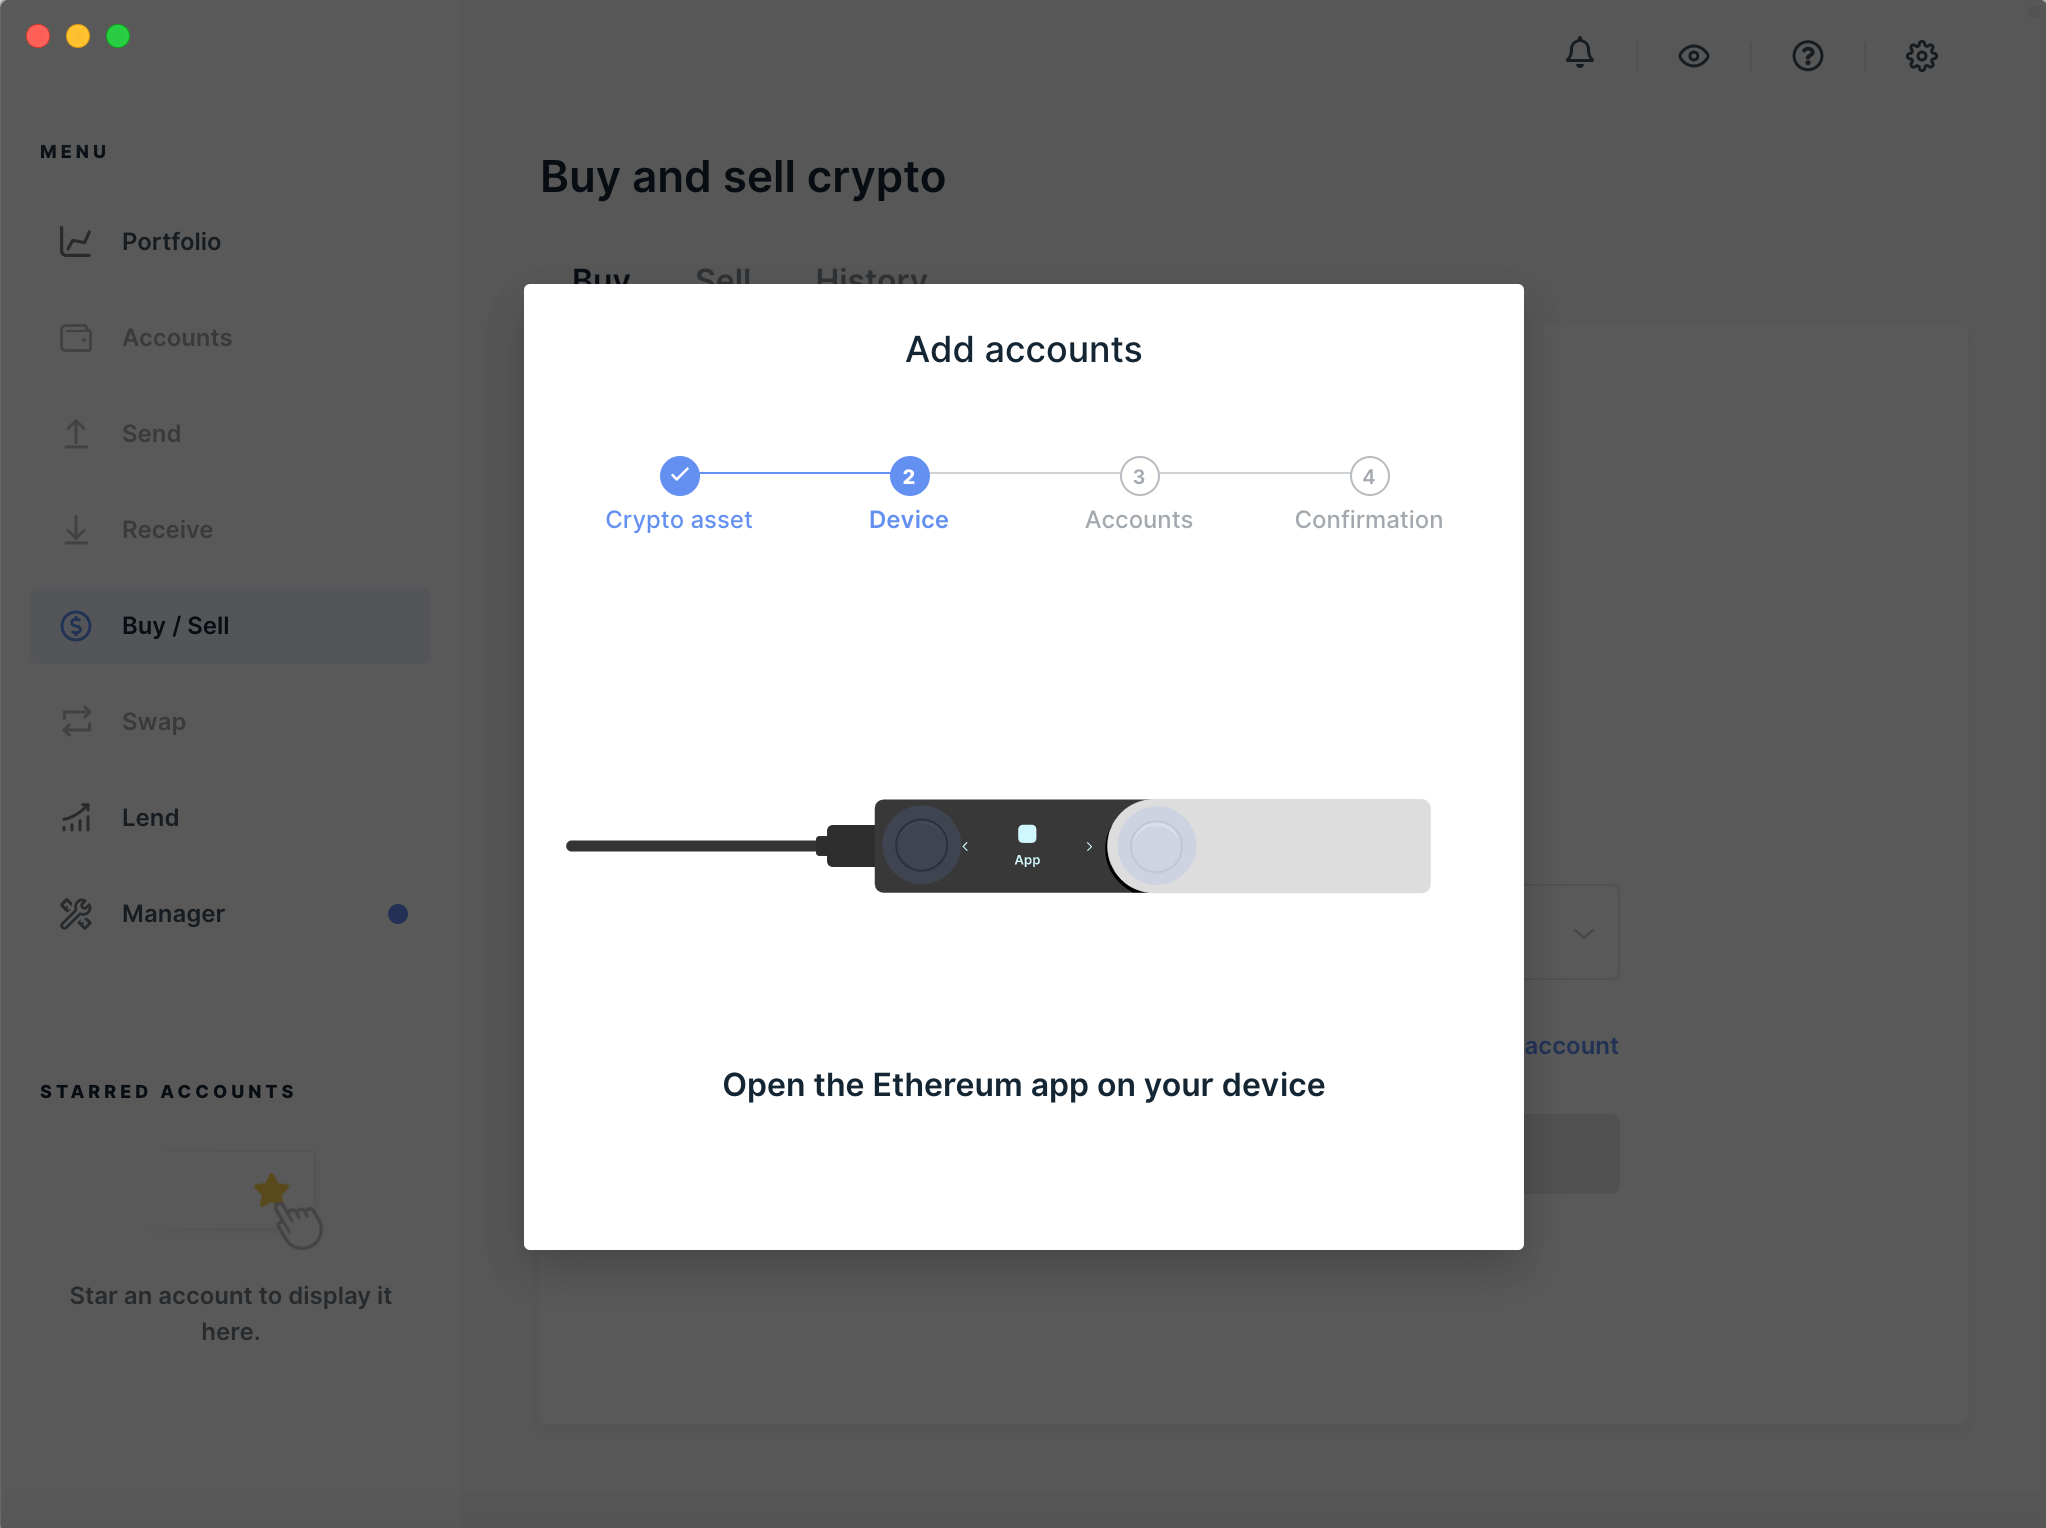 MENU
Portfolio
Accounts
Send
Receive
Buy / Sell
Swap
Lend
Manager
STARRED ACCOUNTS
Star an account to display it
here.
Buy and sell crypto
Buy Sell History
Add accounts
2 3 4
Crypto asset Device Accounts Confirmation
App
Open the Ethereum app on your device
account